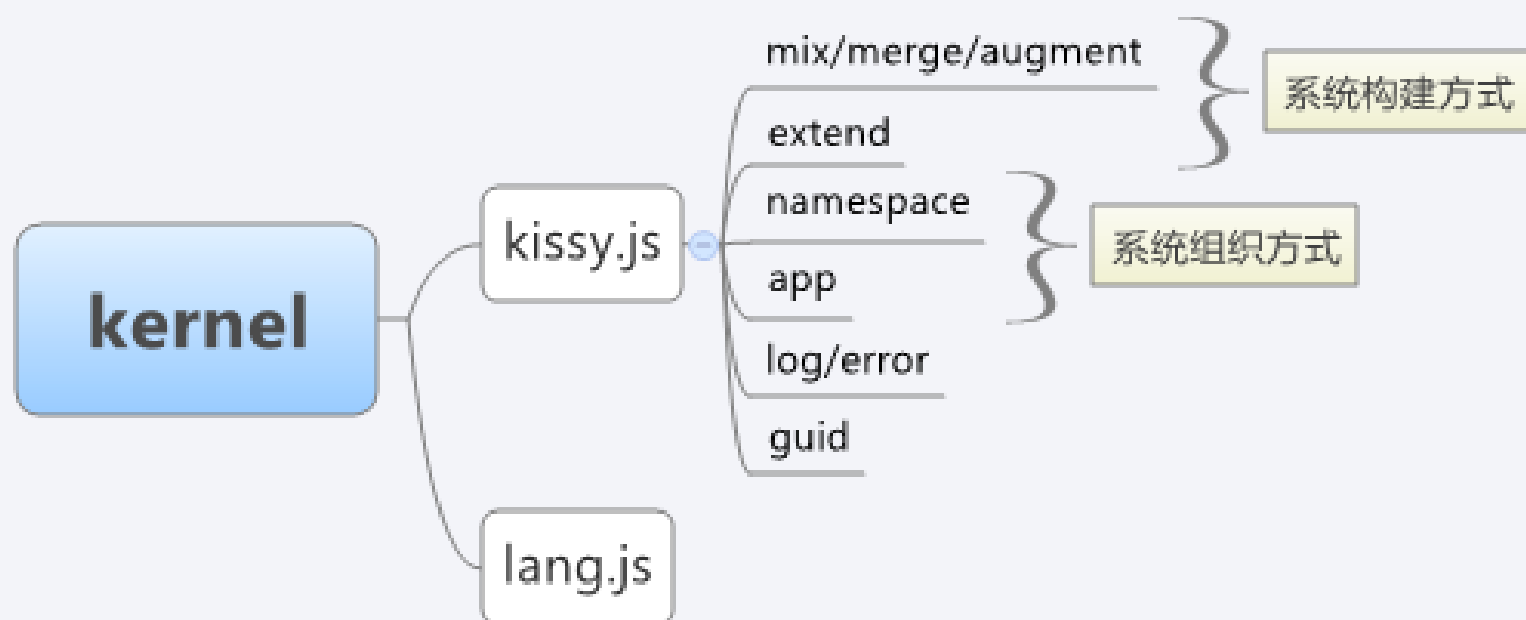 mix/merge/augment
系统构建方式
extend
namespace
kissy.js
系统组织方式
app
kernel
log/error
guid
lang.js